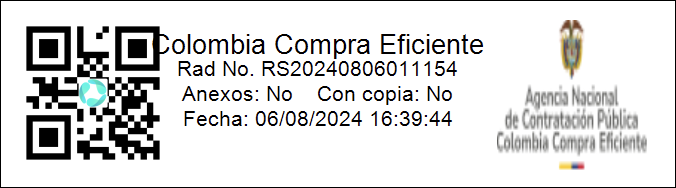 Colombia Compra Eficiente
Rad No. RS20240806011154
Anexos: No Con copia: No
Fecha: 06/08/2024 16:39:44
Agencia Nacional
de Contratación Pública
Colombia Compra Eficiente